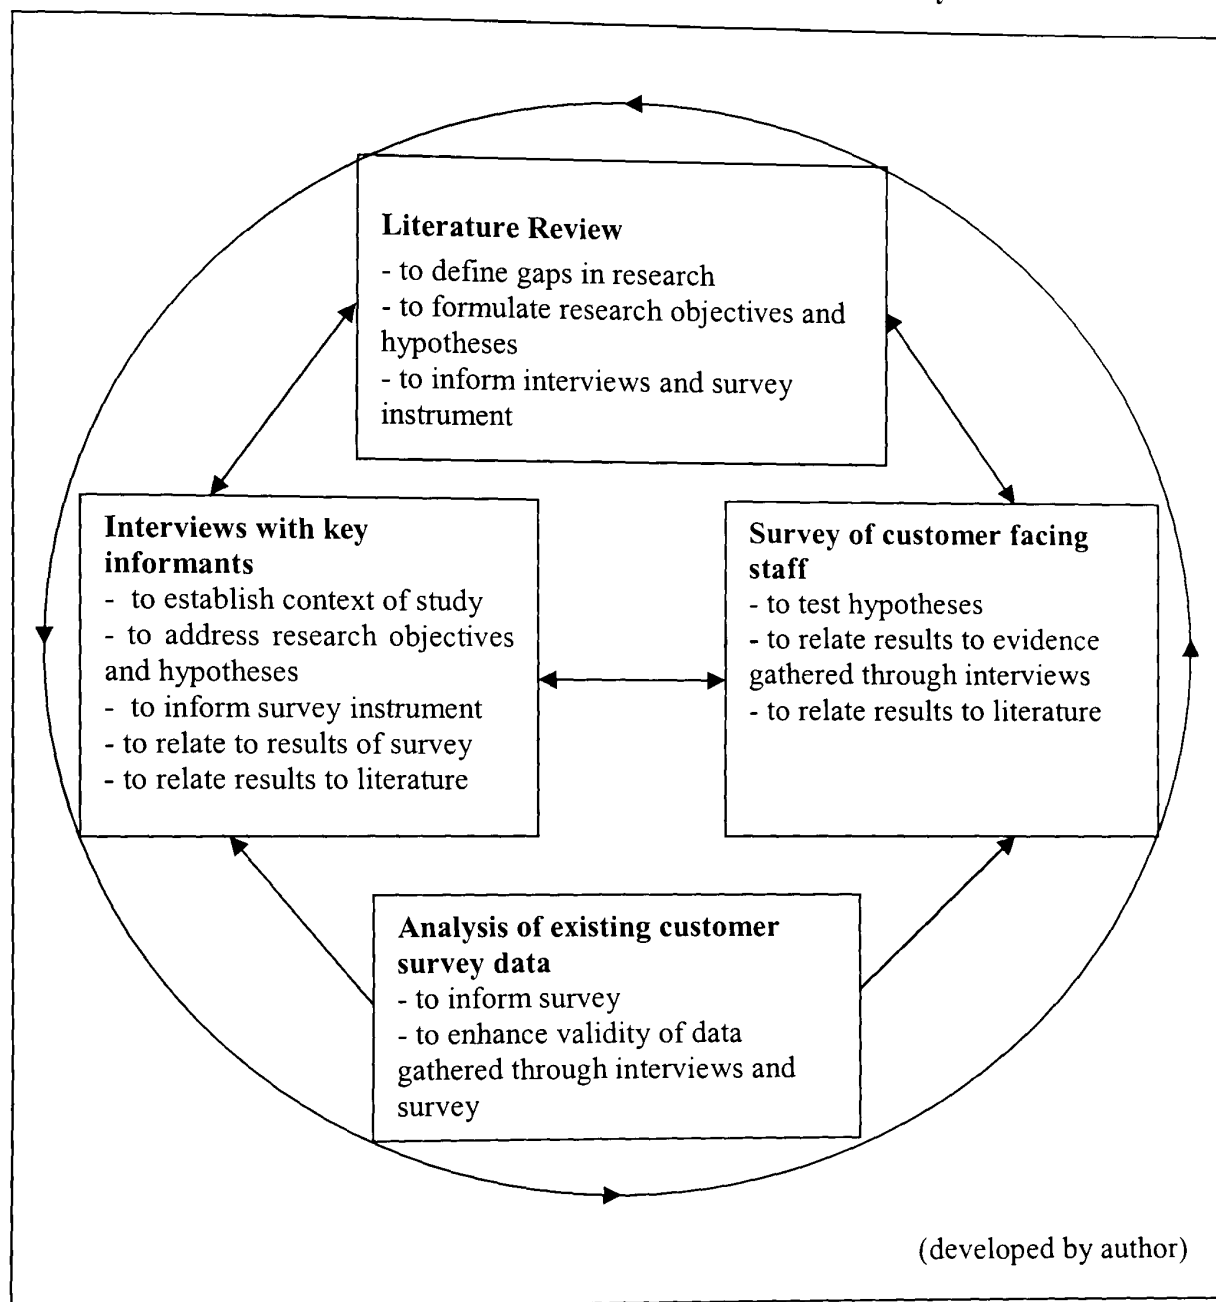 Literature Review
- to define gaps in research
- to formulate research objectives and
hypotheses
- to inform interviews and survey
instrument
Interviews with key
informants
- to establish context of study
- to address research objectives
and hypotheses
- to inform survey instrument
- to relate to results of survey
- to relate results to literature
Survey of customer facing
staff
- to test hypotheses
- to relate results to evidence
gathered through interviews
- to relate results to literature
Analysis of existing customer
survey data
- to inform survey
- to enhance validity of data
gathered through interviews and
survey
(developed by author)